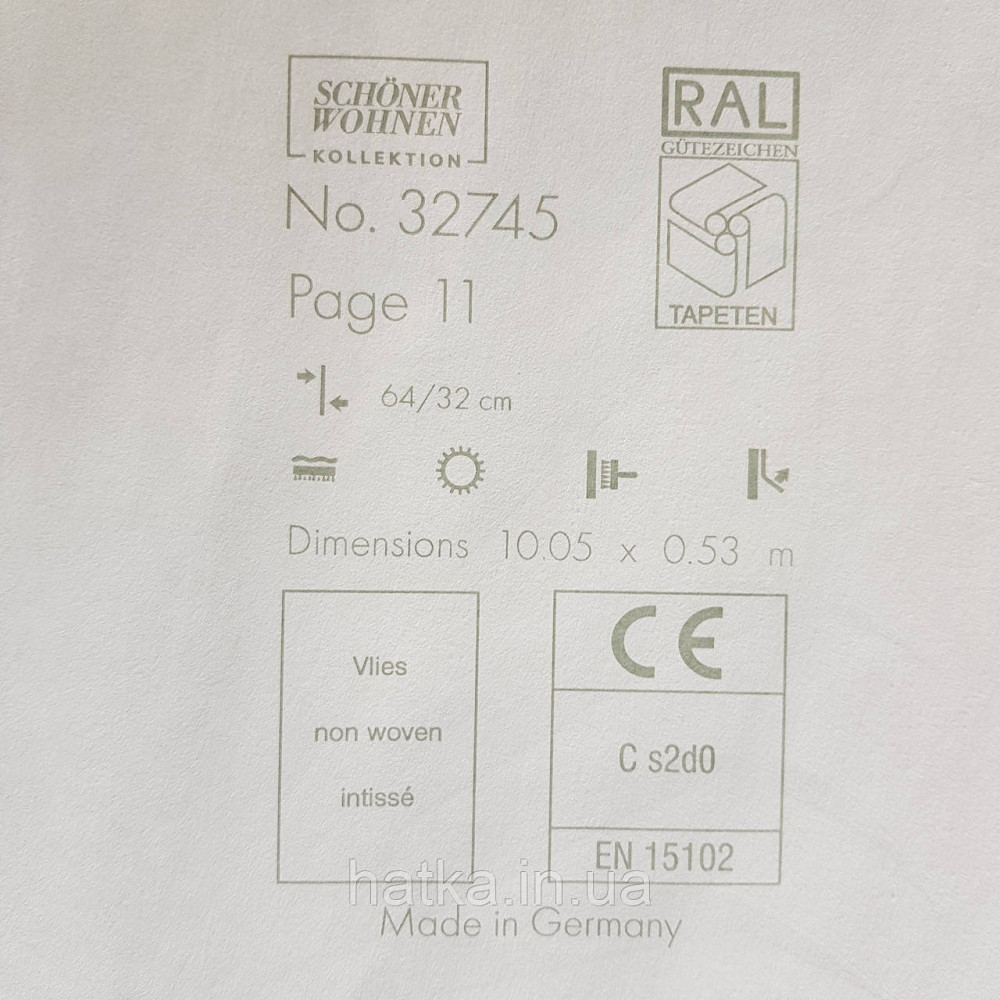 SCHÖNER
WOHNEN
KOLLEKTION
RAL
GÜTEZEICHEN
TAPETEN
No. 32745
Page 11
64/32 cm
Dimensions 10.05 x 0.53 m
Vlies
non woven
intissé
CE
C s2d0
EN 15102
hatka.in.ua
Made in Germany